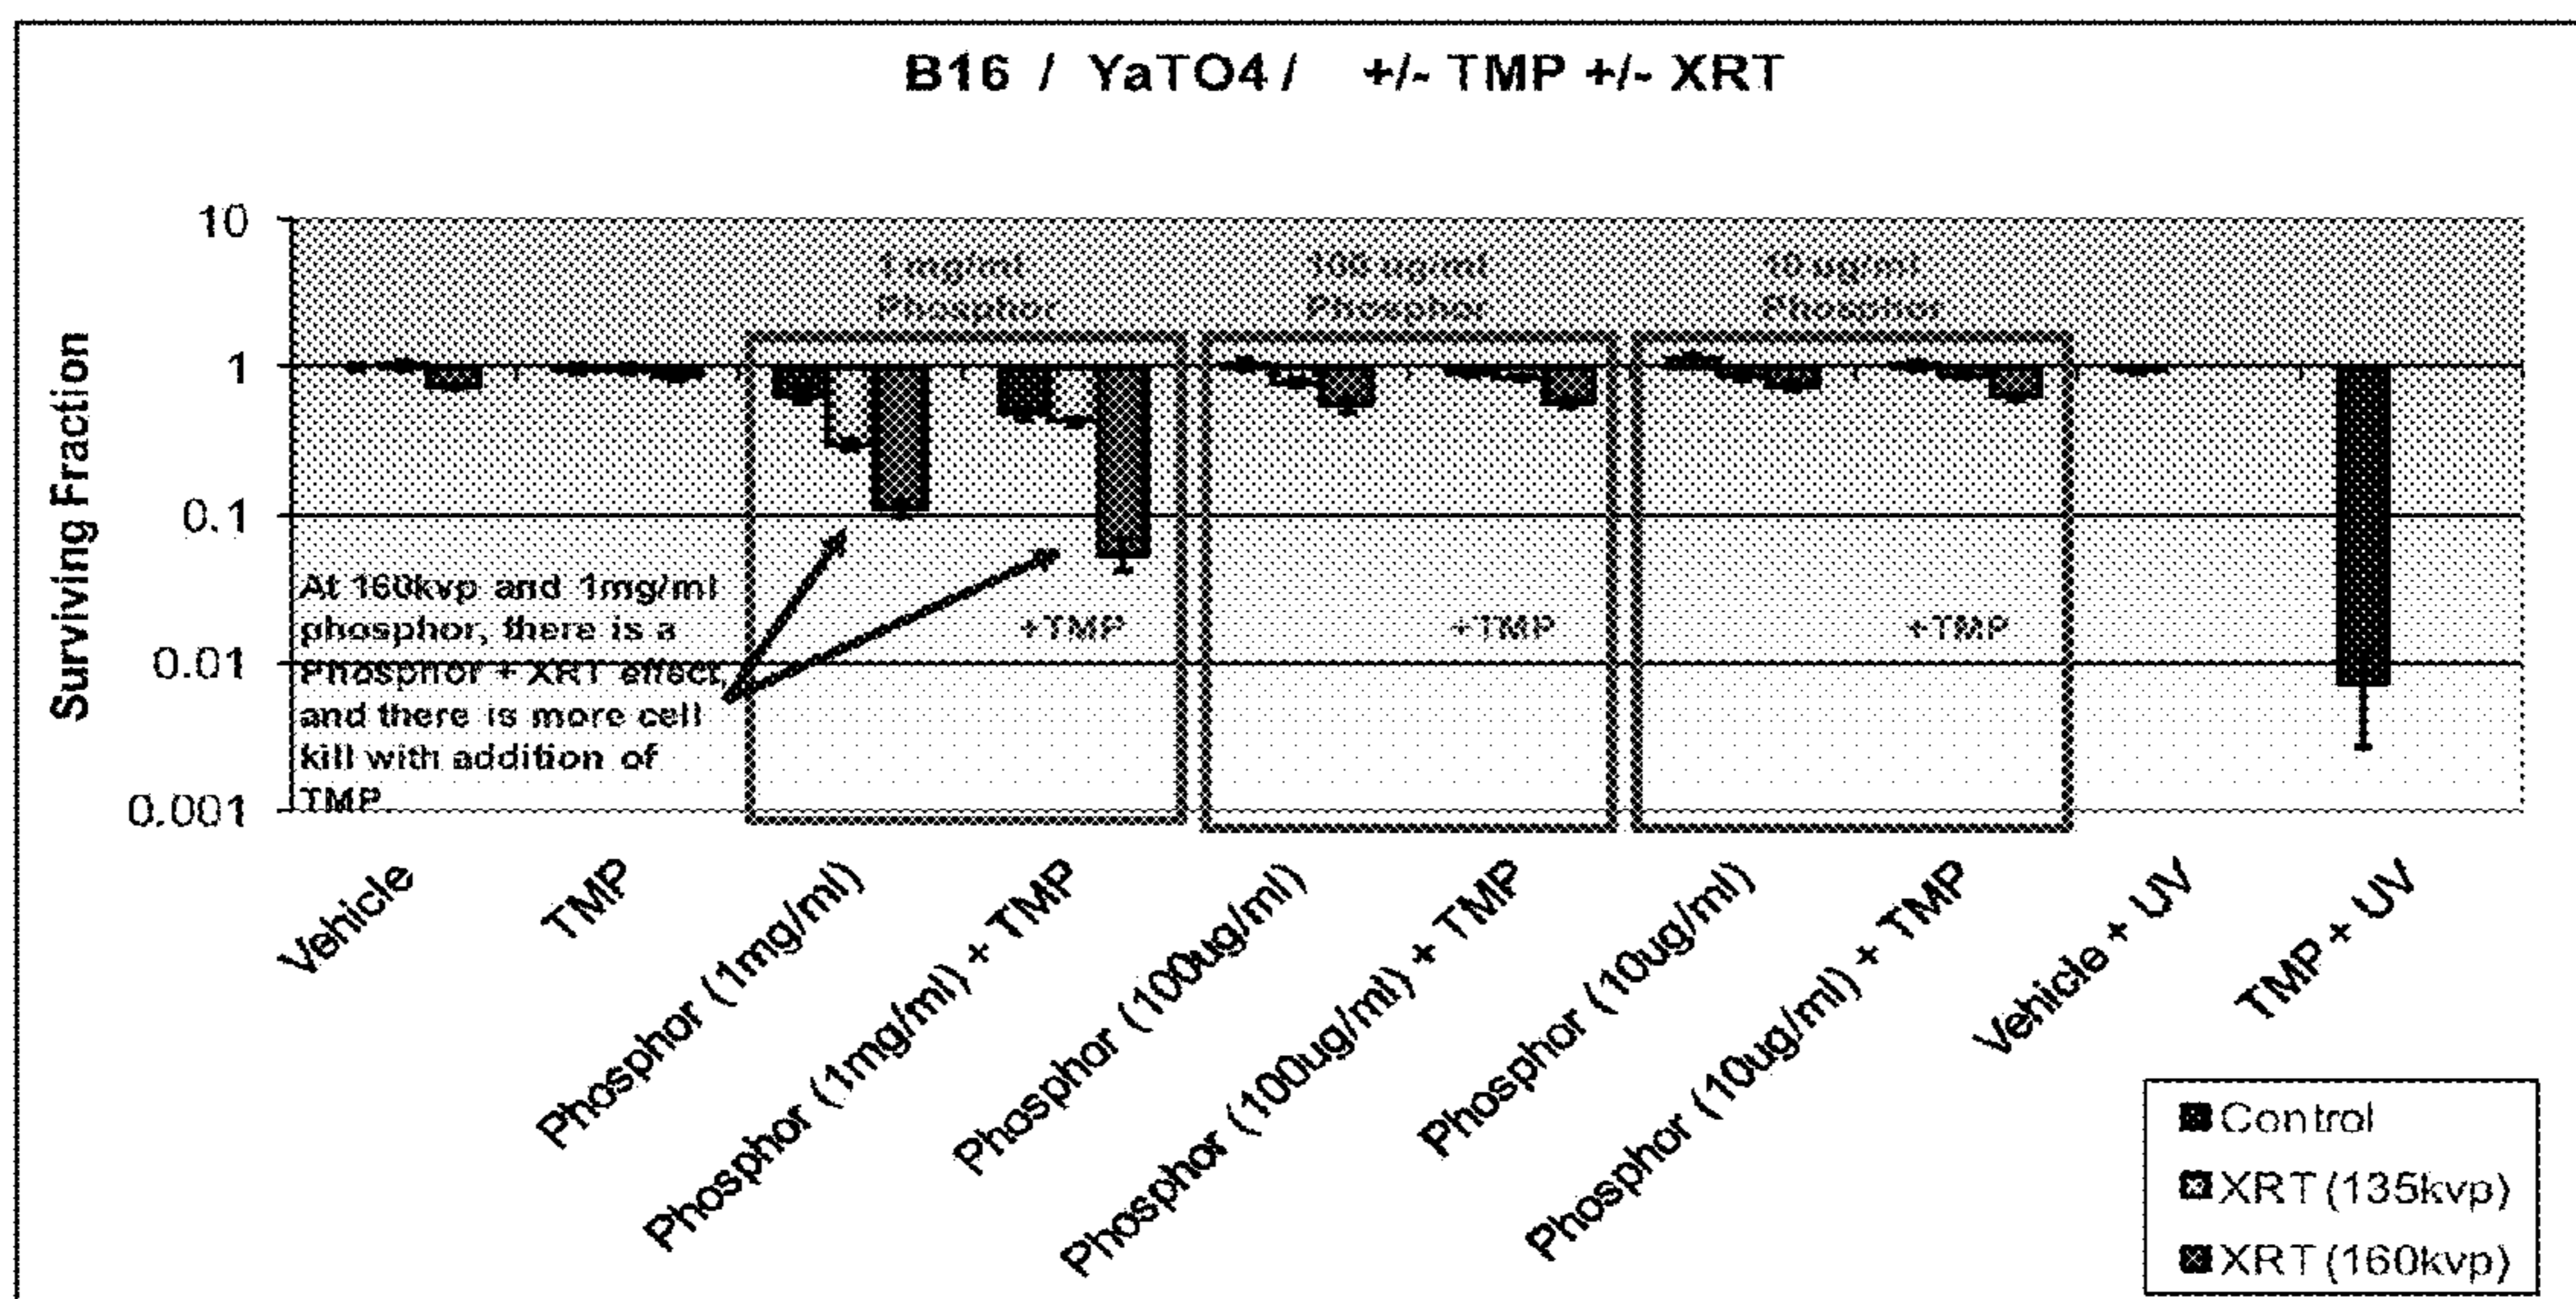 B16 / YaTO4 / +/- TMP +/- XRT
Surviving Fraction
10
1
0.1
0.01
0.001
1 mg/ml
Phosphor
100 ug/ml
Phosphor
10 ug/ml
Phosphor
At 160kvp and 1mg/ml
phosphor, there is a
Phosphor + XRT effect,
and there is more cell
kill with addition of
TMP.
+TMP
+TMP
+TMP
Vehicle
TMP
Phosphor (1mg/ml)
Phosphor (1mg/ml) + TMP
Phosphor (100ug/ml)
Phosphor (100ug/ml) + TMP
Phosphor (10ug/ml)
Phosphor (10ug/ml) + TMP
Vehicle + UV
TMP + UV
Control
XRT (135kvp)
XRT (160kvp)